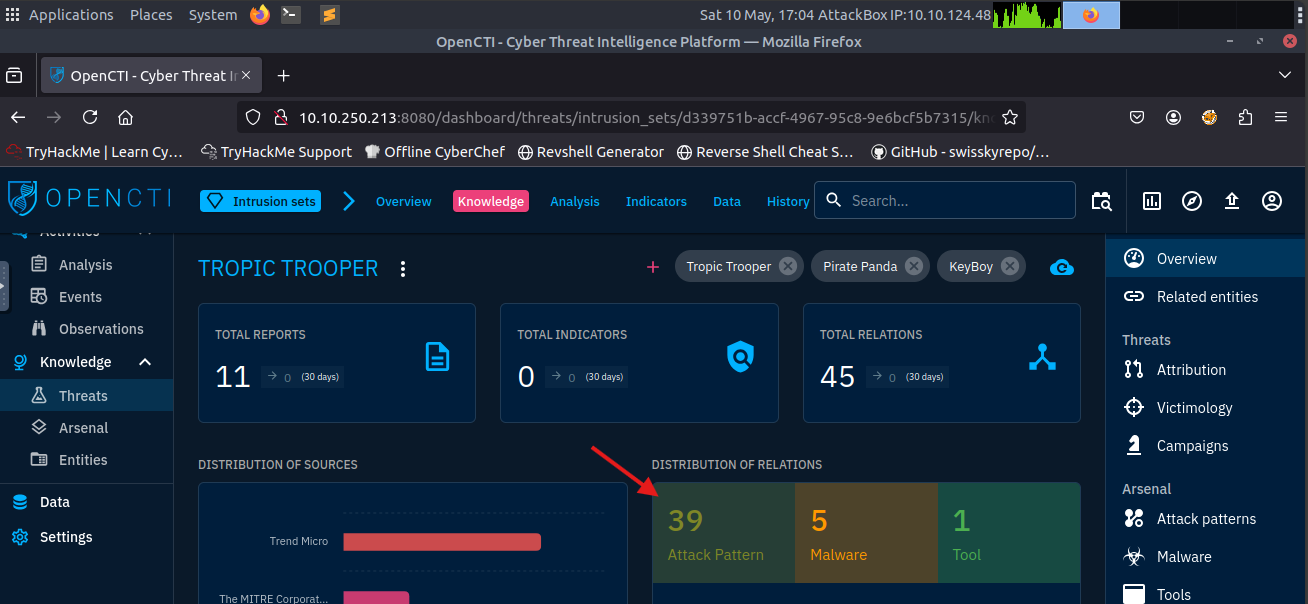 Applications Places System Sat 10 May, 17:04 AttackBox IP:10.10.124.48
OpenCTI - Cyber Threat Intelligence Platform — Mozilla Firefox
OpenCTI - Cyber Threat In
10.10.250.213:8080/dashboard/threats/intrusion_sets/d339751b-accf-4967-95c8-9e6bcf5b7315/kn
TryHackMe | Learn Cy... TryHackMe Support Offline CyberChef Revshell Generator Reverse Shell Cheat S... GitHub - swisskyrepo/...
OPENCTI Intrusion sets Overview Knowledge Analysis Indicators Data History Search...
Activities
Analysis
Events
Observations
Knowledge
Threats
Arsenal
Entities
Data
Settings
TROPIC TROOPER + Tropic Trooper Pirate Panda KeyBoy
TOTAL REPORTS
11 → 0 (30 days)
TOTAL INDICATORS
0 → 0 (30 days)
TOTAL RELATIONS
45 → 0 (30 days)
DISTRIBUTION OF SOURCES
Trend Micro
The MITRE Corporat...
DISTRIBUTION OF RELATIONS
39 5 1
Attack Pattern Malware Tool
Overview
Related entities
Threats
Attribution
Victimology
Campaigns
Arsenal
Attack patterns
Malware
Tools